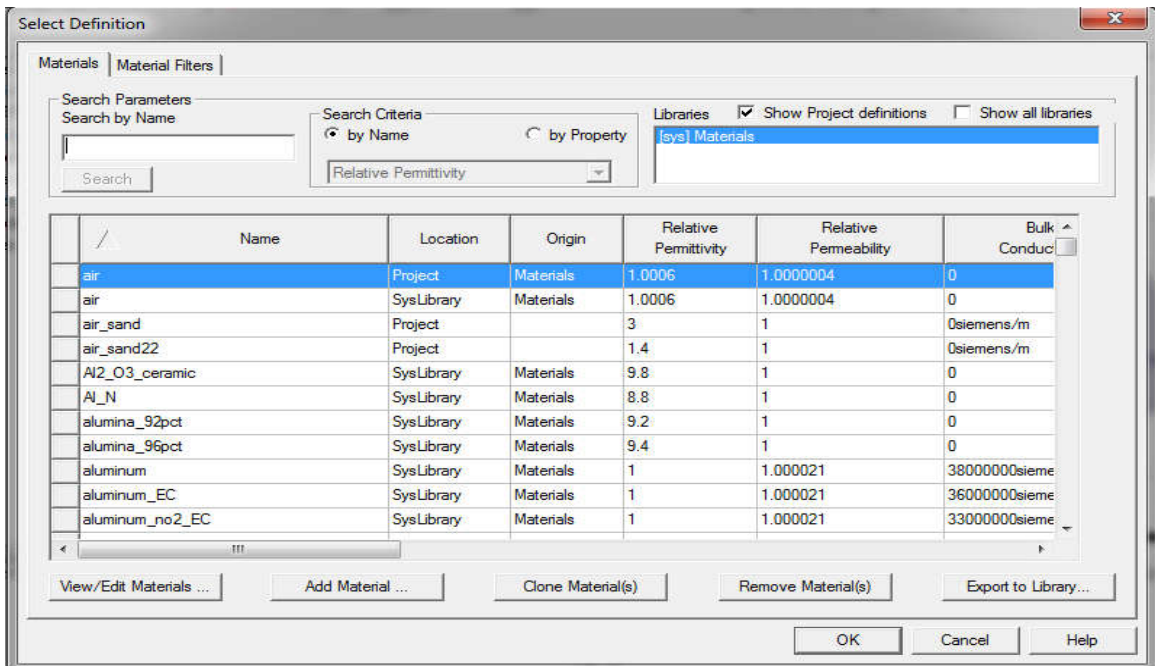 Select Definition
Materials Material Filters
Search Parameters
Search by Name
Search
Search Criteria
by Name by Property
Relative Permittivity
Libraries Show Project definitions Show all libraries
[sys] Materials
/ Name Location Origin Relative Permittivity Relative Permeability Bulk Conduc
air Project Materials 1.0006 1.0000004 0
air SysLibrary Materials 1.0006 1.0000004 0
air_sand Project 3 1 0siemens/m
air_sand22 Project 1.4 1 0siemens/m
Al2_O3_ceramic SysLibrary Materials 9.8 1 0
Al_N SysLibrary Materials 8.8 1 0
alumina_92pct SysLibrary Materials 9.2 1 0
alumina_96pct SysLibrary Materials 9.4 1 0
aluminum SysLibrary Materials 1 1.000021 38000000sieme
aluminum_EC SysLibrary Materials 1 1.000021 36000000sieme
aluminum_no2_EC SysLibrary Materials 1 1.000021 33000000sieme
View/Edit Materials ... Add Material ... Clone Material(s) Remove Material(s) Export to Library...
OK Cancel Help